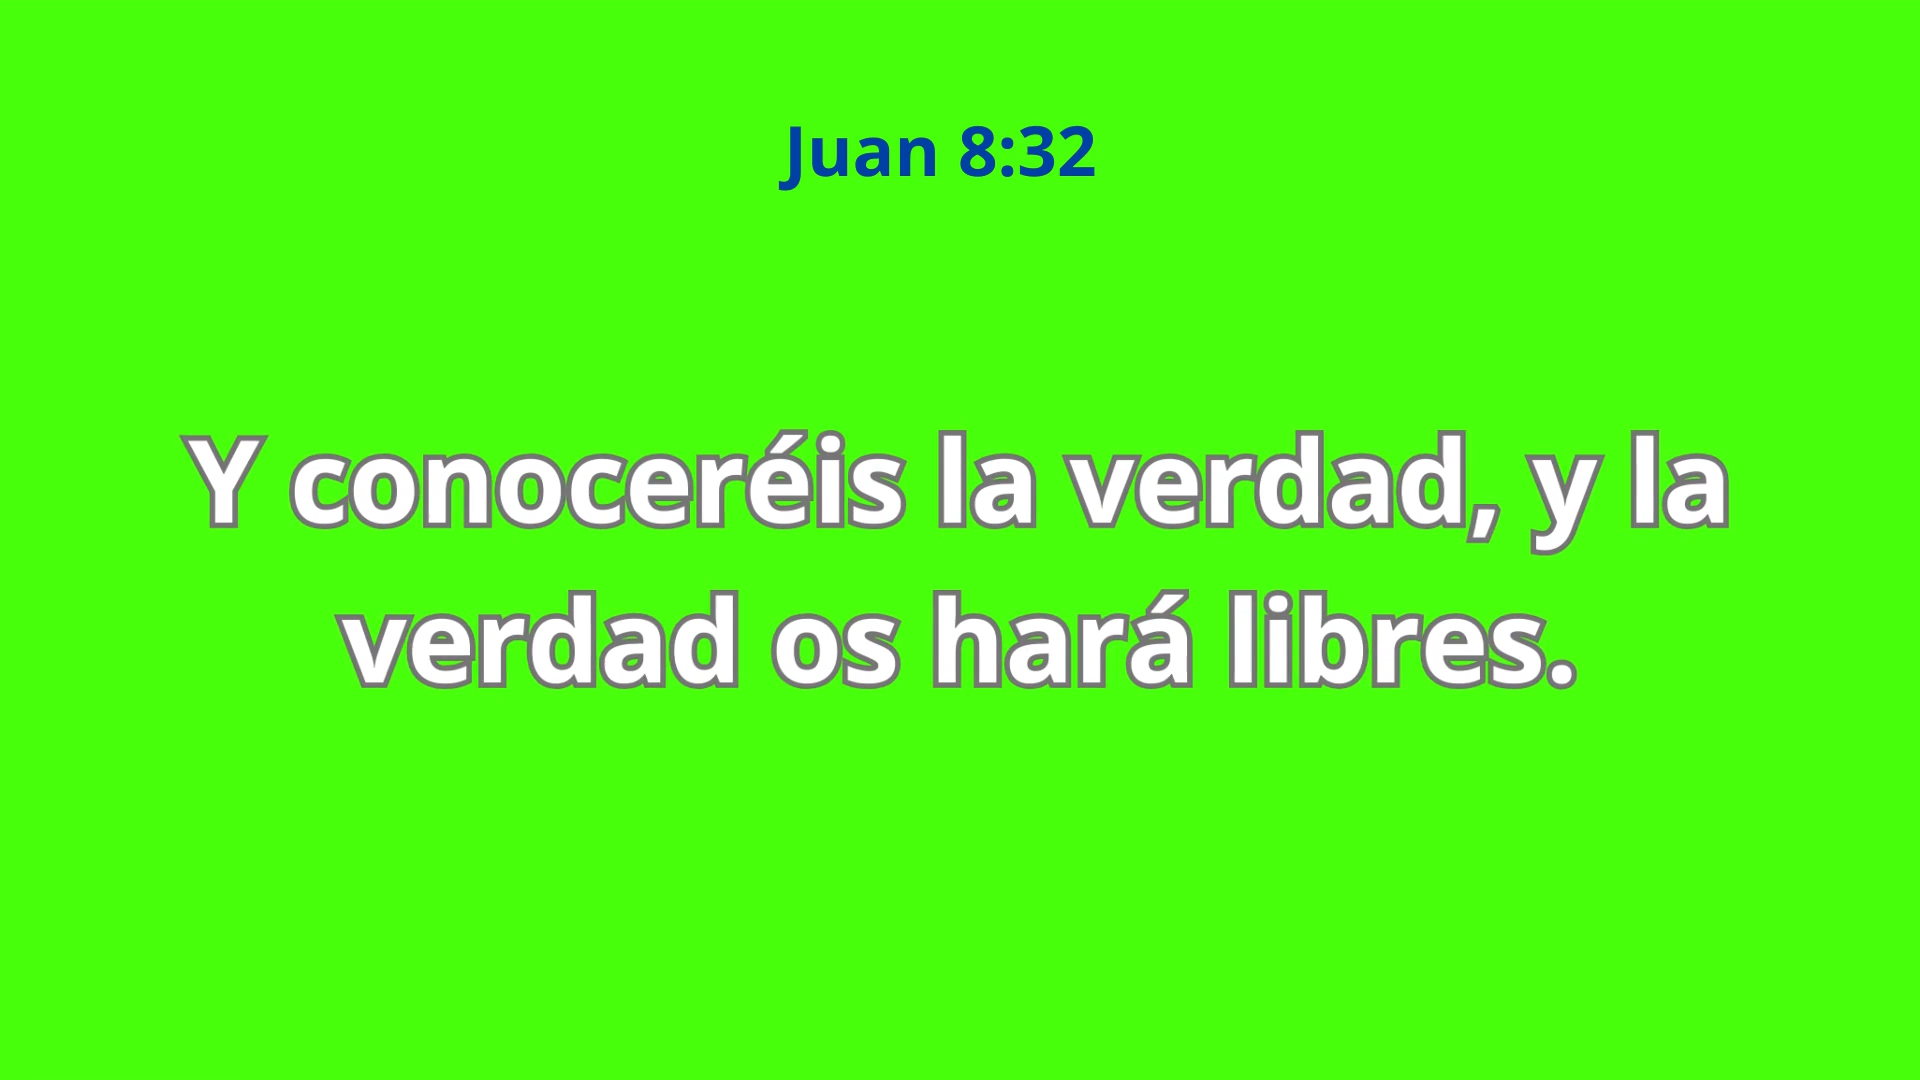 Juan 8:32
Y conoceréis la verdad, y la
verdad os hará libres.